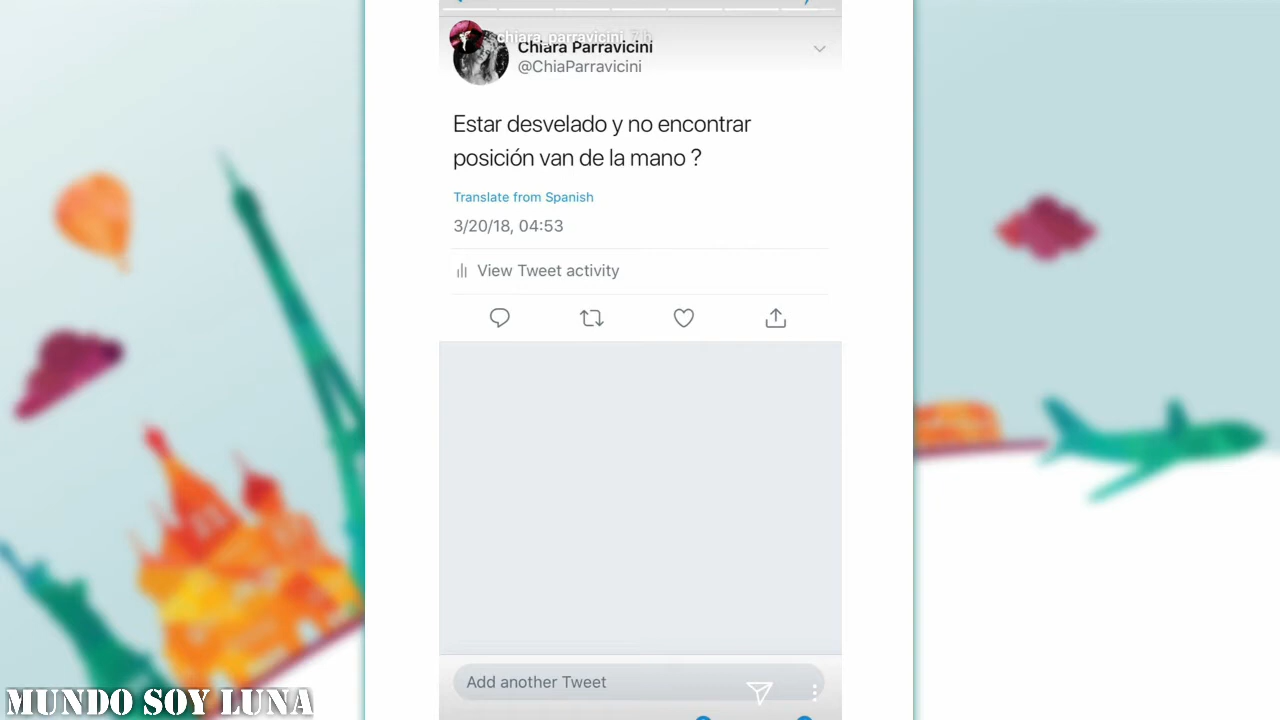 chiara_parravicini 7 h
Chiara Parravicini
@ChiaParravicini
Estar desvelado y no encontrar
posición van de la mano ?
Translate from Spanish
3/20/18, 04:53
View Tweet activity
Add another Tweet
MUNDO SOY LUNA